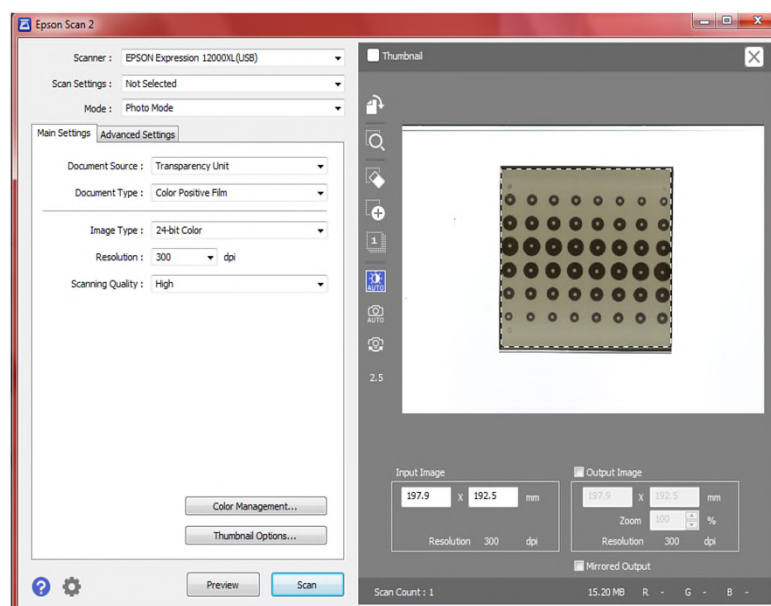 Epson Scan 2
Scanner : EPSON Expression 12000XL(USB)
Scan Settings : Not Selected
Mode : Photo Mode
Main Settings Advanced Settings
Document Source : Transparency Unit
Document Type : Color Positive Film
Image Type : 24-bit Color
Resolution : 300 dpi
Scanning Quality : High
Color Management...
Thumbnail Options...
Preview Scan
Thumbnail
1
AUTO
AUTO
2.5
Input Image
197.9 X 192.5 mm
Resolution 300 dpi
Output Image
197.9 X 192.5 mm
Zoom 100 %
Resolution 300 dpi
Mirrored Output
Scan Count : 1 15.20 MB R - G - B -